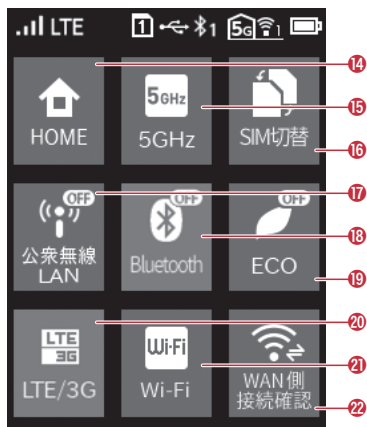 LTE 1 1 5G 1
⑭
5GHz
⑮
HOME 5GHz SIM切替
⑯
OFF OFF OFF
⑰
⑱
公衆無線
LAN Bluetooth ECO
⑲
⑳
LTE
3G Wi-Fi
㉑
LTE/3G Wi-Fi WAN側
接続確認
㉒